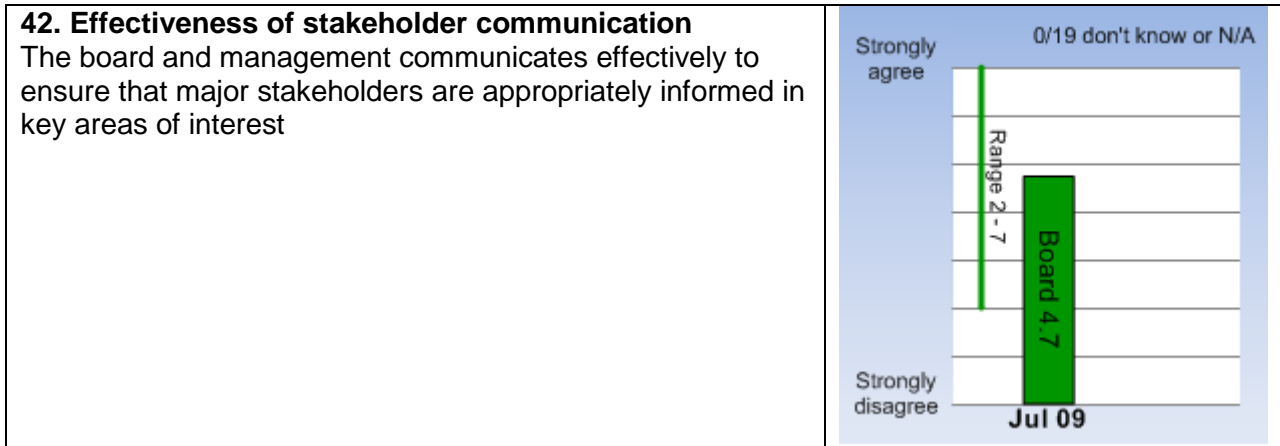 42. Effectiveness of stakeholder communication
The board and management communicates effectively to
ensure that major stakeholders are appropriately informed in
key areas of interest
0/19 don't know or N/A
Strongly
agree
Range 2 - 7
Board 4.7
Strongly
disagree
Jul 09